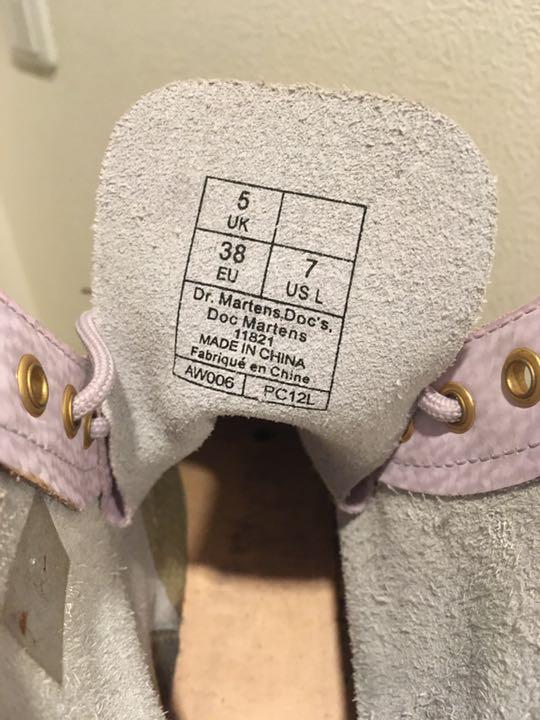 5
UK
38
EU
7
US L
Dr. Martens,Doc's,
Doc Martens
11821
MADE IN CHINA
Fabriqué en Chine
AW006 PC12L